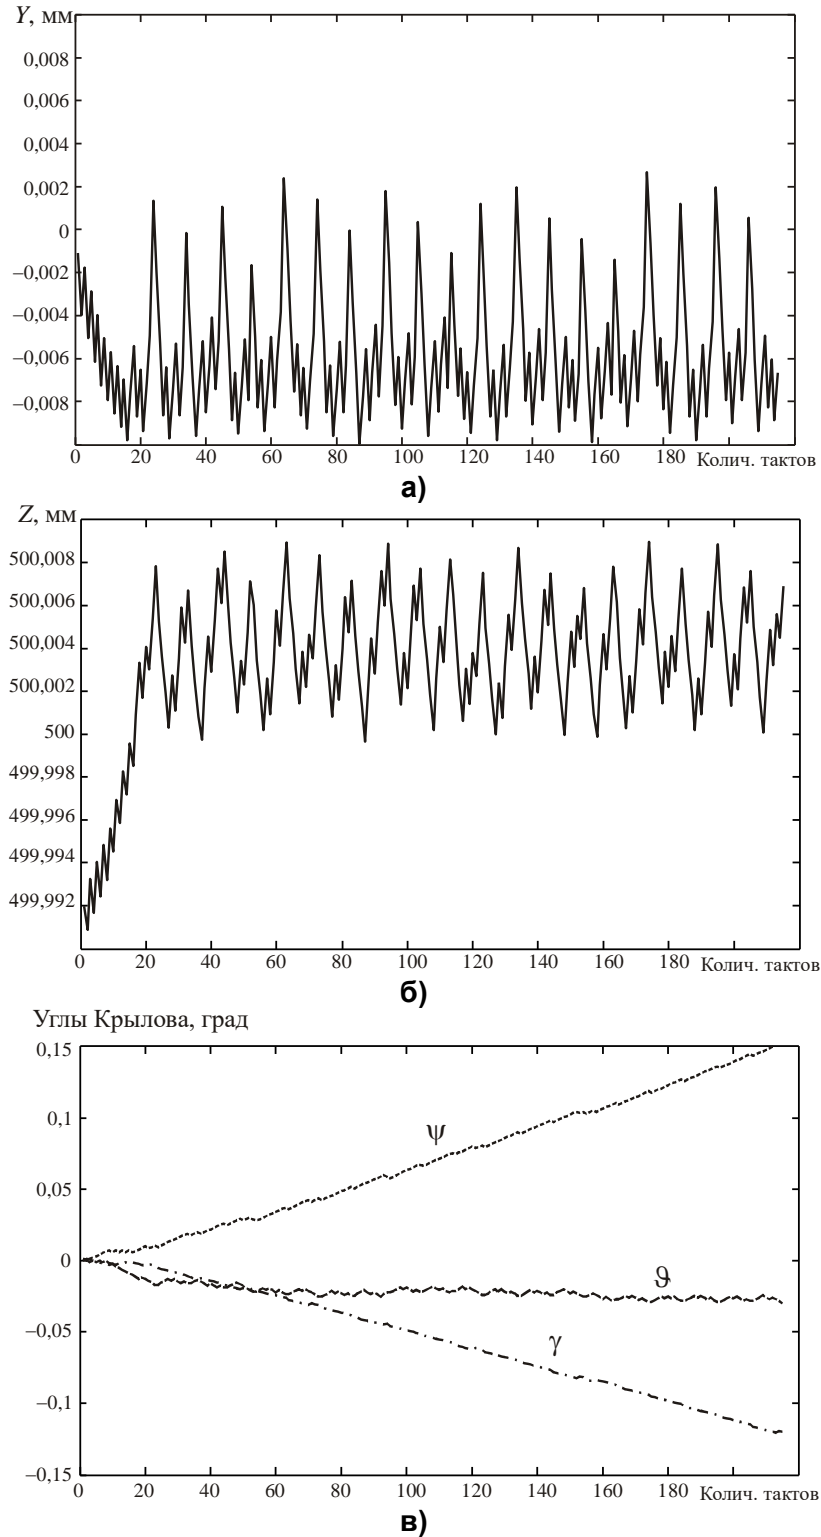 Y, мм
0,008
0,006
0,004
0,002
0
–0,002
–0,004
–0,006
–0,008
0 20 40 60 80 100 120 140 160 180 Колич. тактов
а)
Z, мм
500,008
500,006
500,004
500,002
500
499,998
499,996
499,994
499,992
0 20 40 60 80 100 120 140 160 180 Колич. тактов
б)
Углы Крылова, град
0,15
0,1
ψ
0,05
0
ϑ
–0,05
γ
–0,1
–0,15
0 20 40 60 80 100 120 140 160 180 Колич. тактов
в)